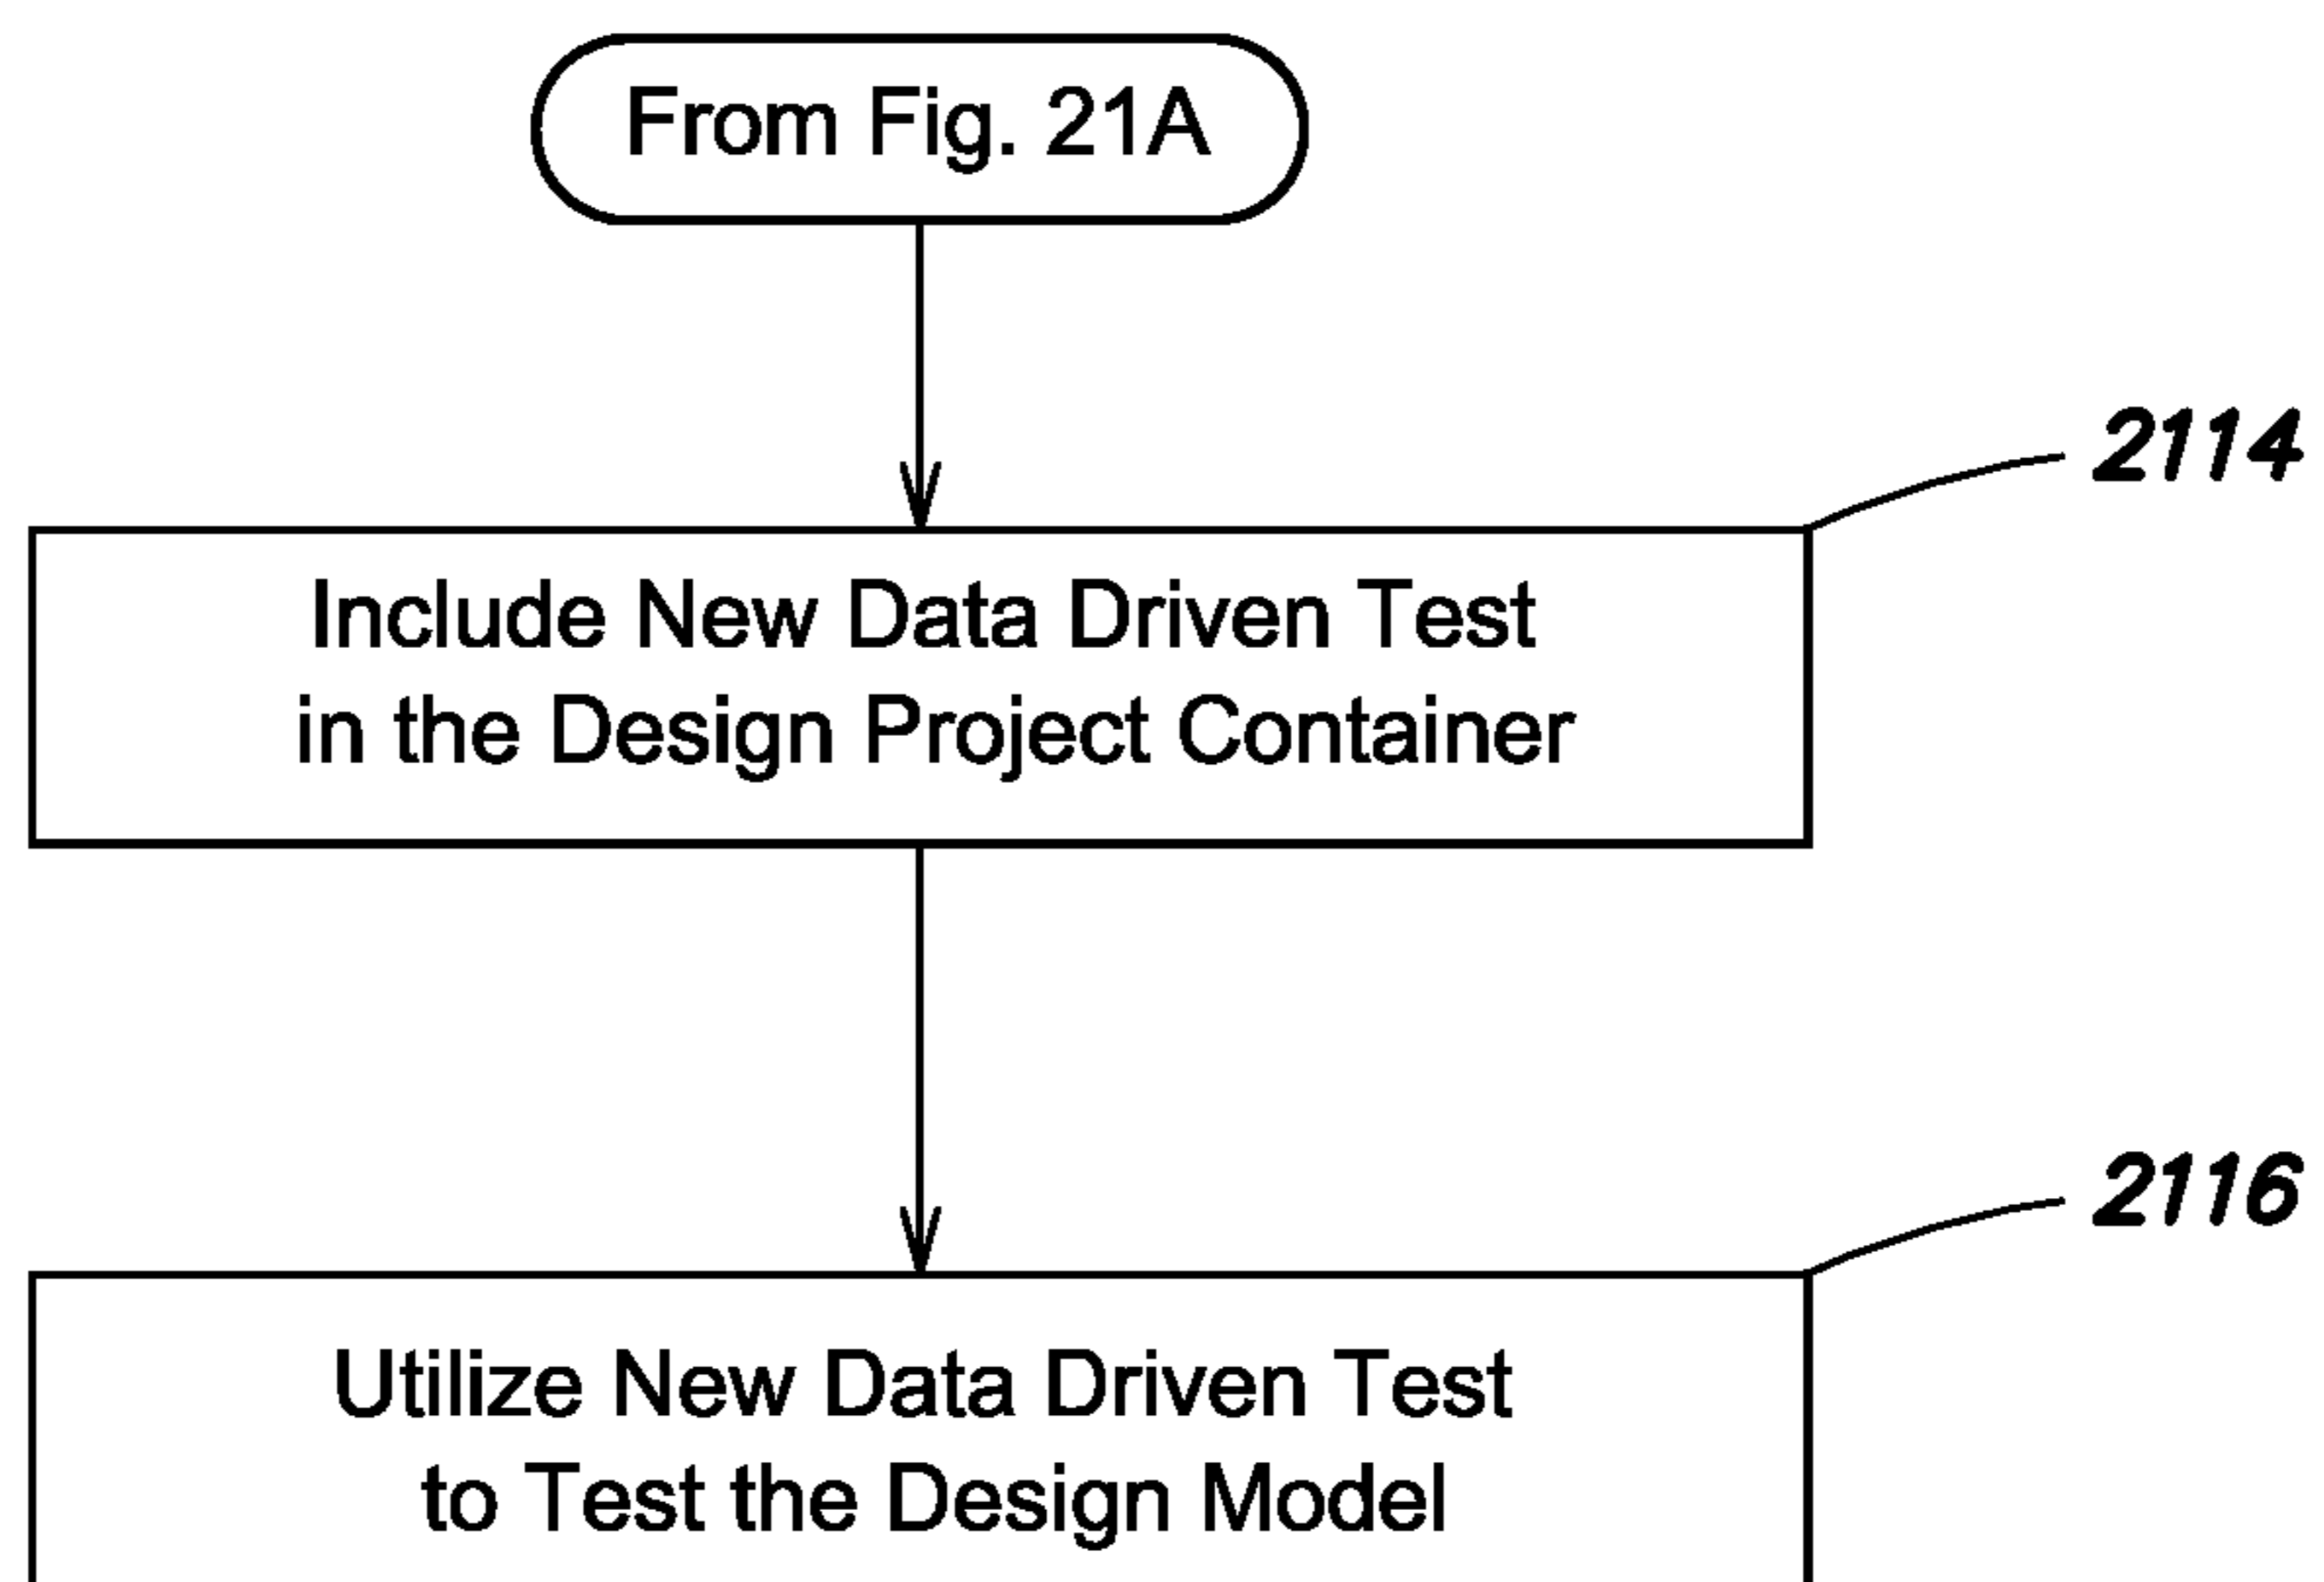 From Fig. 21A
2114
Include New Data Driven Test
in the Design Project Container
2116
Utilize New Data Driven Test
to Test the Design Model